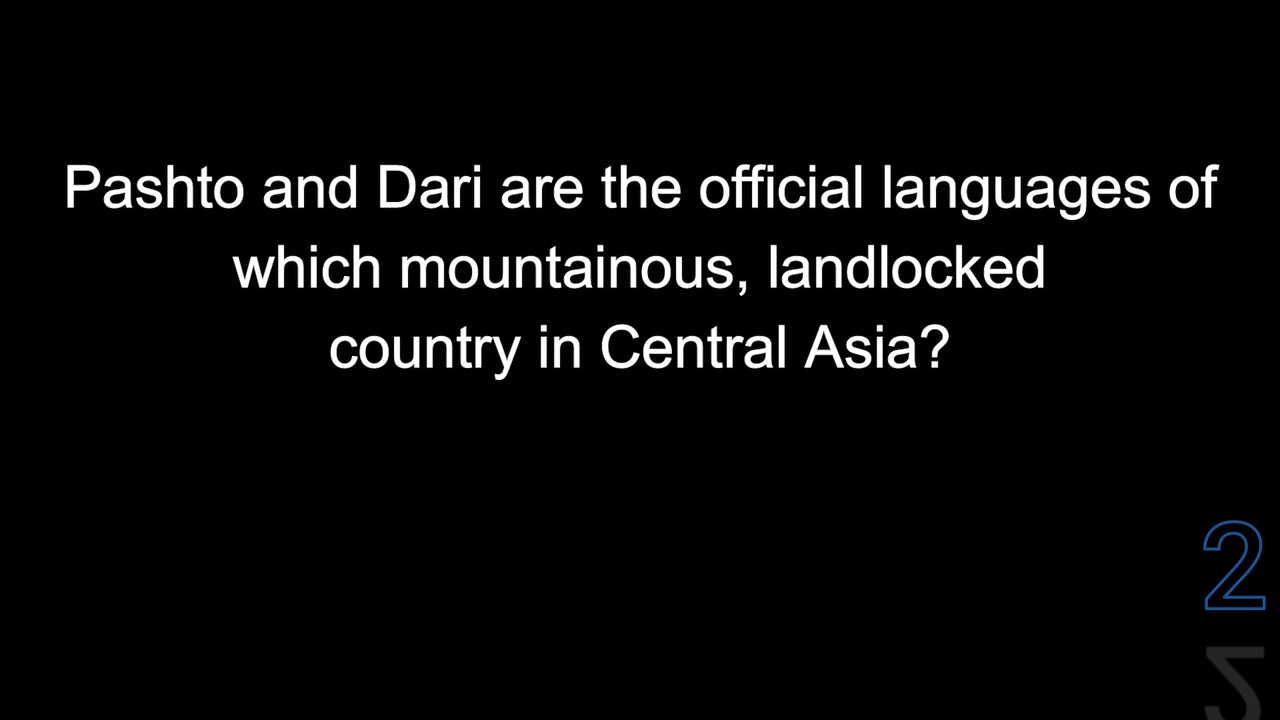 Pashto and Dari are the official languages of
which mountainous, landlocked
country in Central Asia?
2